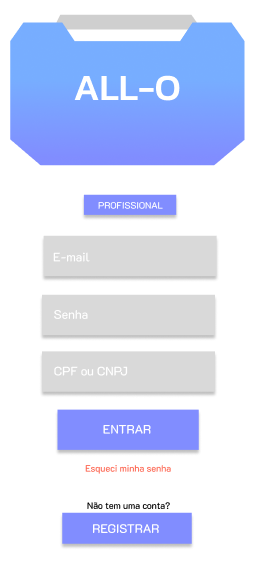 ALL-O
PROFISSIONAL
E-mail
Senha
CPF ou CNPJ
ENTRAR
Esqueci minha senha
Não tem uma conta?
REGISTRAR